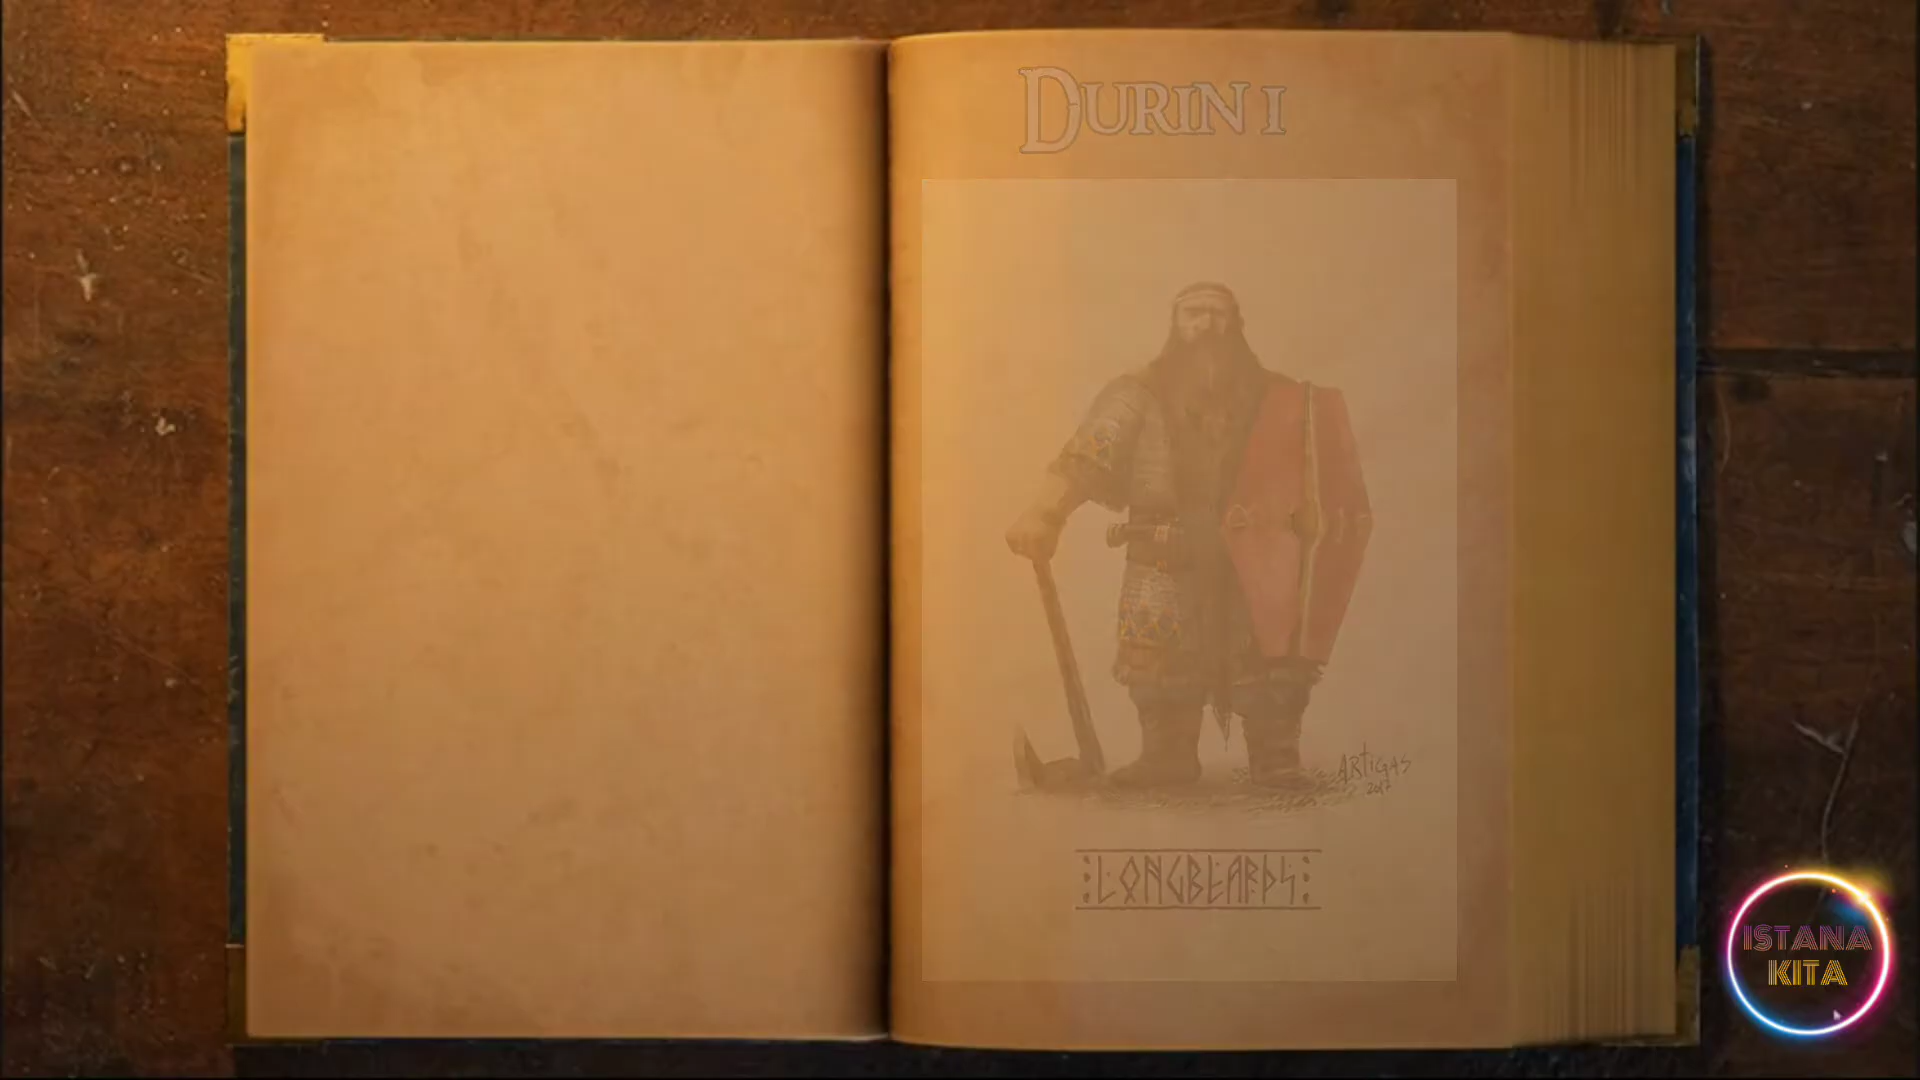 DURIN I
ARTIGAS
2017
:LONGBEARDS:
ISTANA
KITA